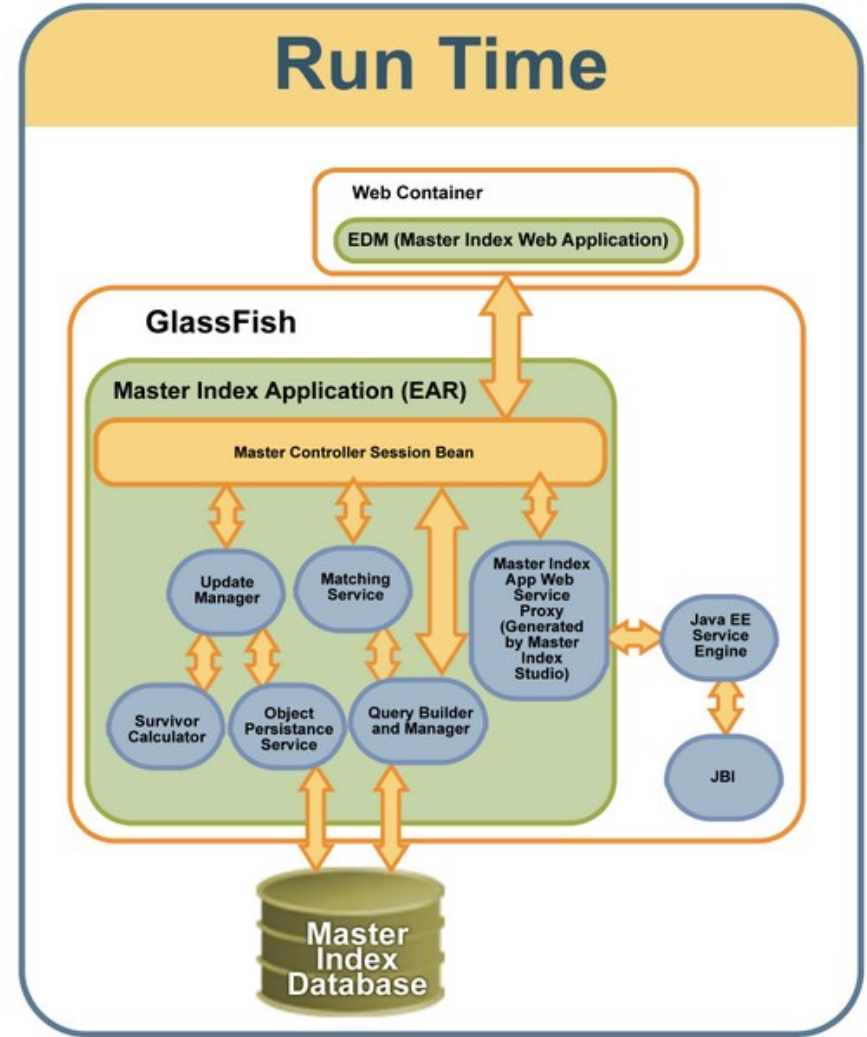 Run Time
Web Container
EDM (Master Index Web Application)
GlassFish
Master Index Application (EAR)
Master Controller Session Bean
Update
Manager
Matching
Service
Master Index
App Web
Service
Proxy
(Generated
by Master
Index
Studio)
Java EE
Service
Engine
Survivor
Calculator
Object
Persistance
Service
Query Builder
and Manager
JBI
Master
Index
Database